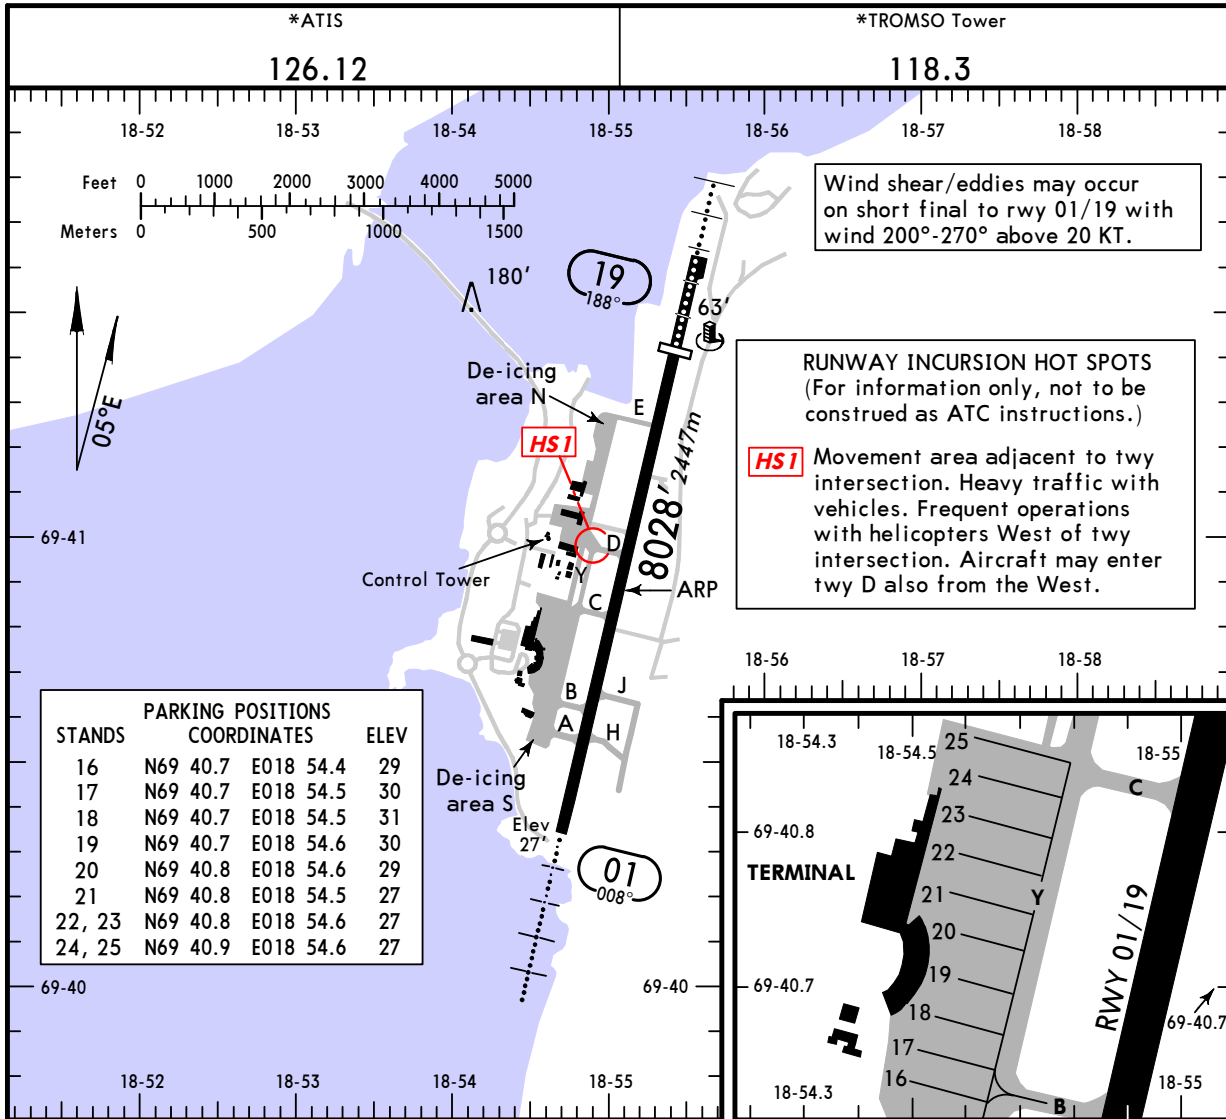 *ATIS
126.12
*TROMSO Tower
118.3
18-52 18-53 18-54 18-55 18-56 18-57 18-58
Feet 0 1000 2000 3000 4000 5000
Meters 0 500 1000 1500
Wind shear/eddies may occur
on short final to rwy 01/19 with
wind 200°-270° above 20 KT.
180'
19
188°
63'
05°E
De-icing
area N
E
HS1
8028' 2447m
RUNWAY INCURSION HOT SPOTS
(For information only, not to be
construed as ATC instructions.)
HS1 Movement area adjacent to twy
intersection. Heavy traffic with
vehicles. Frequent operations
with helicopters West of twy
intersection. Aircraft may enter
twy D also from the West.
69-41
D
Control Tower
Y
C
ARP
B
J
A
H
De-icing
area S
Elev
27'
01
008°
PARKING POSITIONS
STANDS COORDINATES ELEV
16 N69 40.7 E018 54.4 29
17 N69 40.7 E018 54.5 30
18 N69 40.7 E018 54.5 31
19 N69 40.7 E018 54.6 30
20 N69 40.8 E018 54.6 29
21 N69 40.8 E018 54.5 27
22, 23 N69 40.8 E018 54.6 27
24, 25 N69 40.9 E018 54.6 27
69-40
69-40
18-52 18-53 18-54 18-55
18-56 18-57 18-58
18-54.3 18-54.5 18-55
25
24
C
23
69-40.8
22
TERMINAL
21
Y
20
RWY 01/19
19
69-40.7
18
69-40.7
17
16
18-54.3
18-55
B